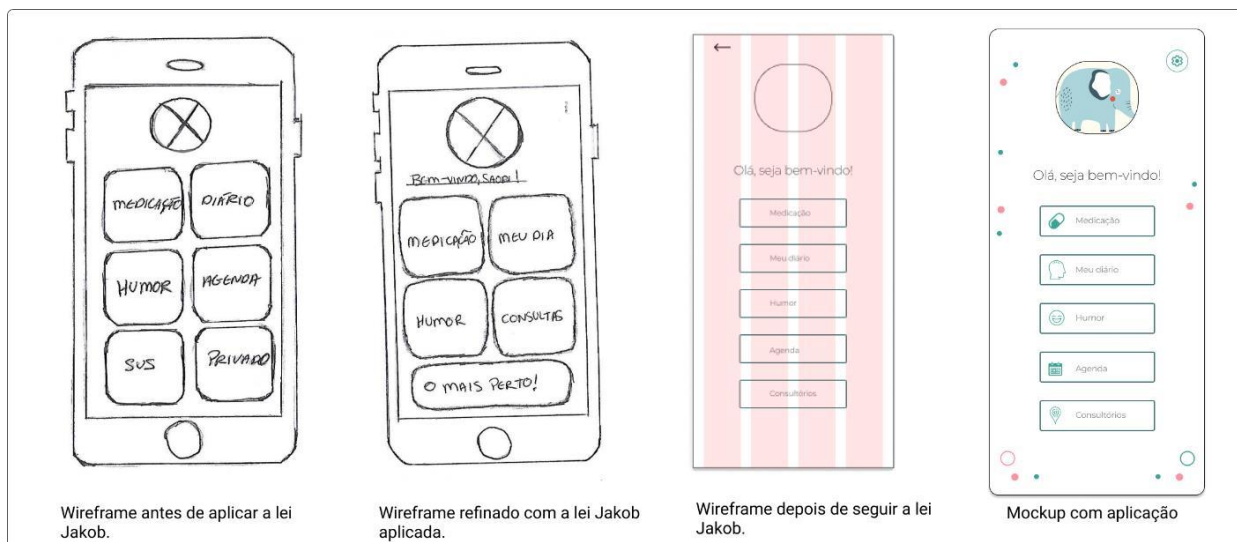 MEDICAÇÃO
DIÁRIO
HUMOR
AGENDA
SUS
PRIVADO
Wireframe antes de aplicar a lei
Jakob.
BEM-VINDO, SAORI!
MEDICAÇÃO
MEU DIA
HUMOR
CONSULTAS
O MAIS PERTO!
Wireframe refinado com a lei Jakob
aplicada.
Olá, seja bem-vindo!
Medicação
Meu diário
Humor
Agenda
Consultórios
Wireframe depois de seguir a lei
Jakob.
Olá, seja bem-vindo!
Medicação
Meu diário
Humor
Agenda
Consultórios
Mockup com aplicação